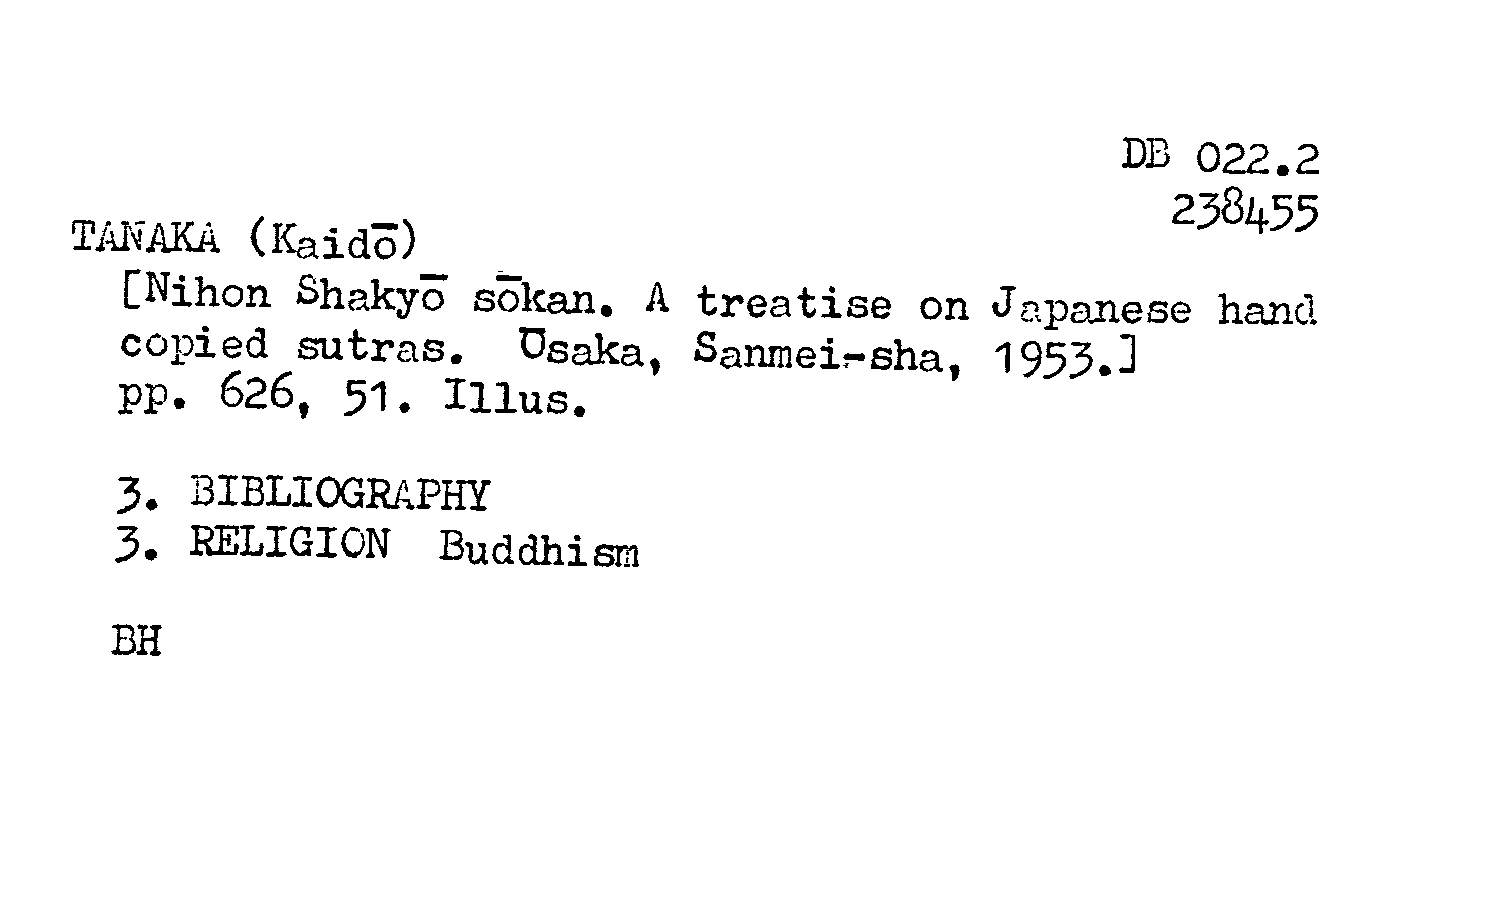 DB 022.2
238455
TANAKA (Kaidō)
[Nihon Shakyō sōkan. A treatise on Japanese hand
copied sutras. Ōsaka, Sanmei-sha, 1953.]
pp. 626, 51. Illus.
3. BIBLIOGRAPHY
3. RELIGION Buddhism
BH